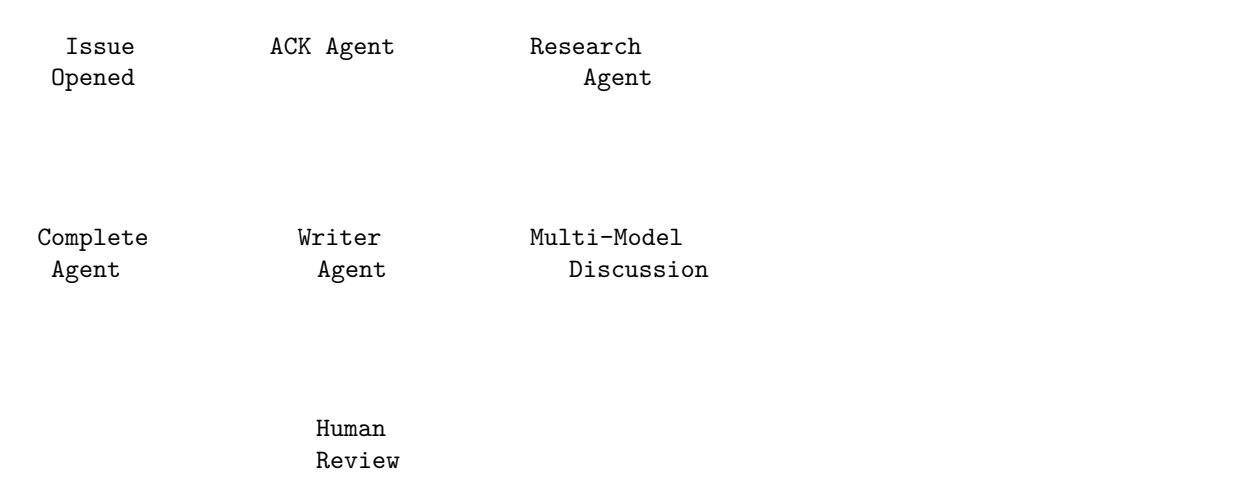 Issue ACK Agent Research
Opened Agent
Complete Writer Multi-Model
Agent Agent Discussion
Human
Review